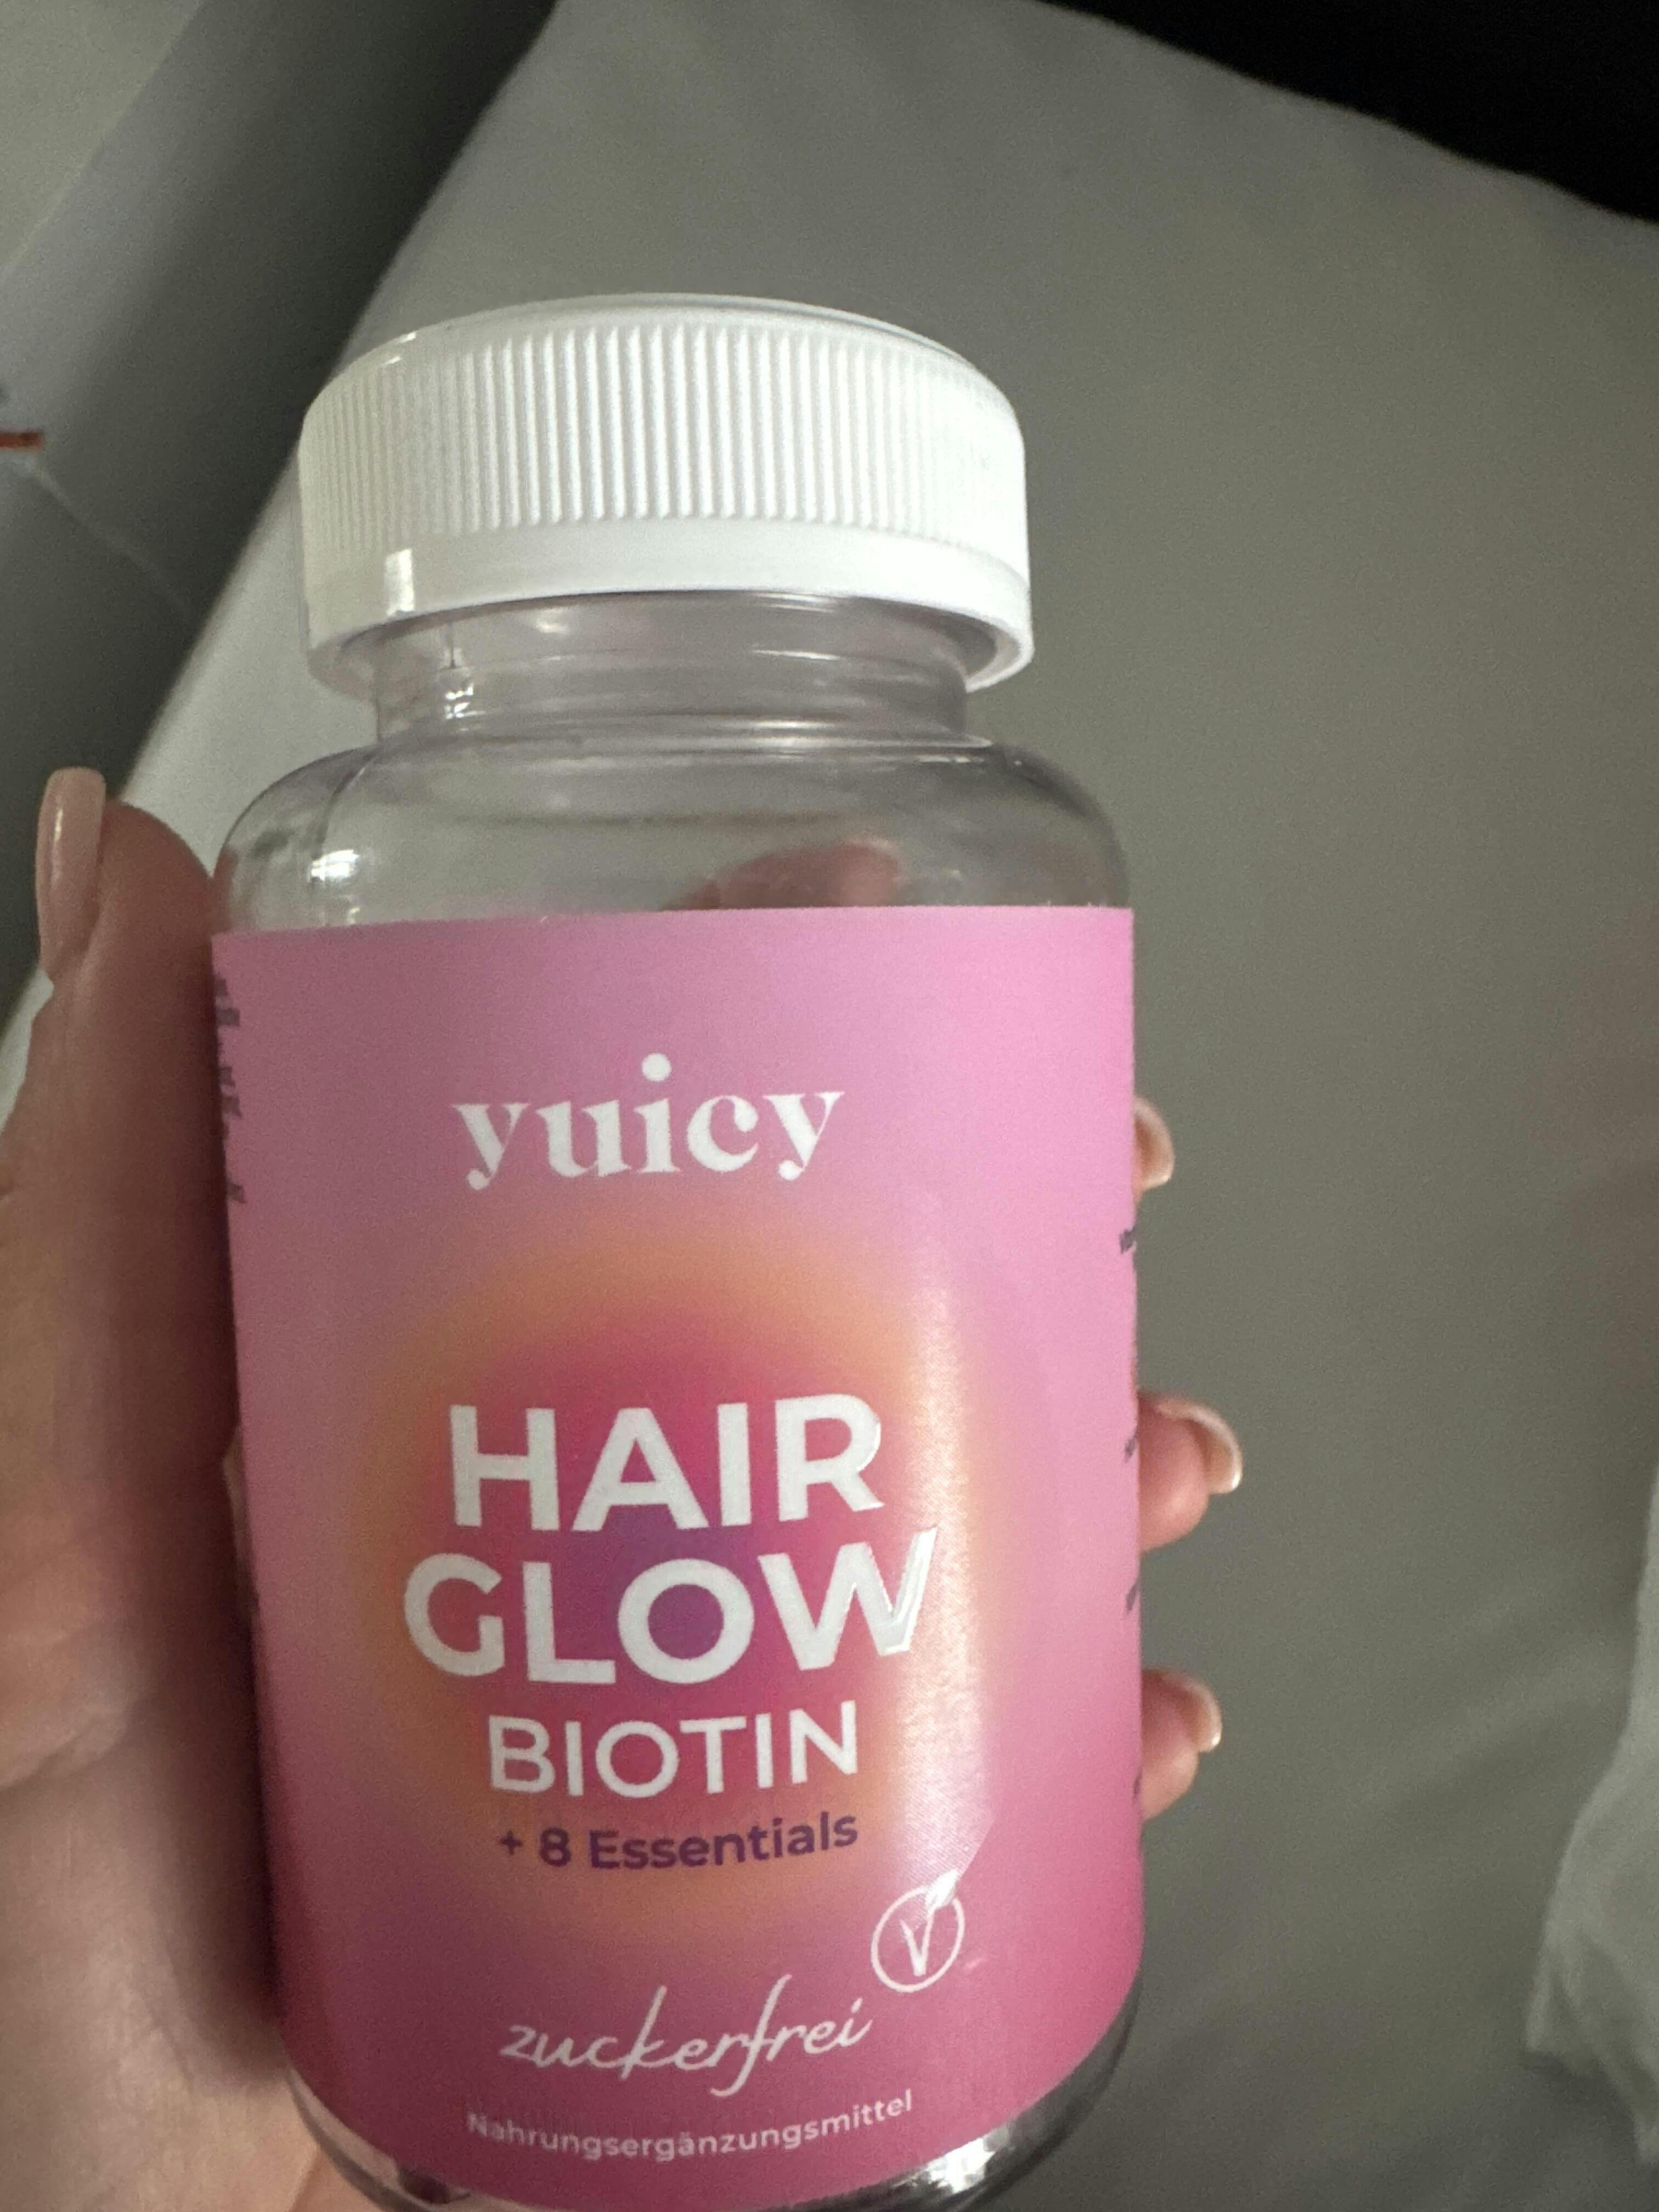 yuicy
HAIR
GLOW
BIOTIN
+ 8 Essentials
V
zuckerfrei
Nahrungsergänzungsmittel